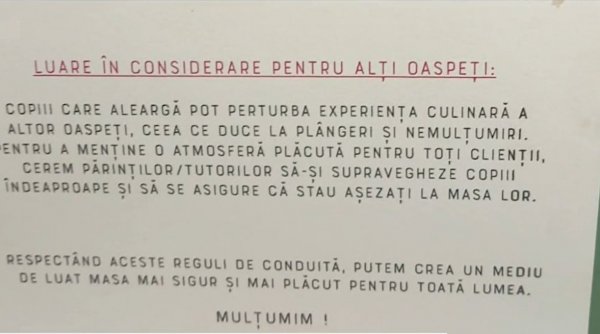 LUARE ÎN CONSIDERARE PENTRU ALȚI OASPEȚI:
COPIII CARE ALEARGĂ POT PERTURBA EXPERIENȚA CULINARĂ A
ALTOR OASPEȚI, CEEA CE DUCE LA PLÂNGERI ȘI NEMULȚUMIRI.
ENTRU A MENȚINE O ATMOSFERĂ PLĂCUTĂ PENTRU TOȚI CLIENȚII,
CEREM PĂRINȚILOR/TUTORILOR SĂ-ȘI SUPRAVEGHEZE COPIII
ÎNDEAPROAPE ȘI SĂ SE ASIGURE CĂ STAU AȘEZAȚI LA MASA LOR.
RESPECTÂND ACESTE REGULI DE CONDUITĂ, PUTEM CREA UN MEDIU
DE LUAT MASA MAI SIGUR ȘI MAI PLĂCUT PENTRU TOATĂ LUMEA.
MULȚUMIM !